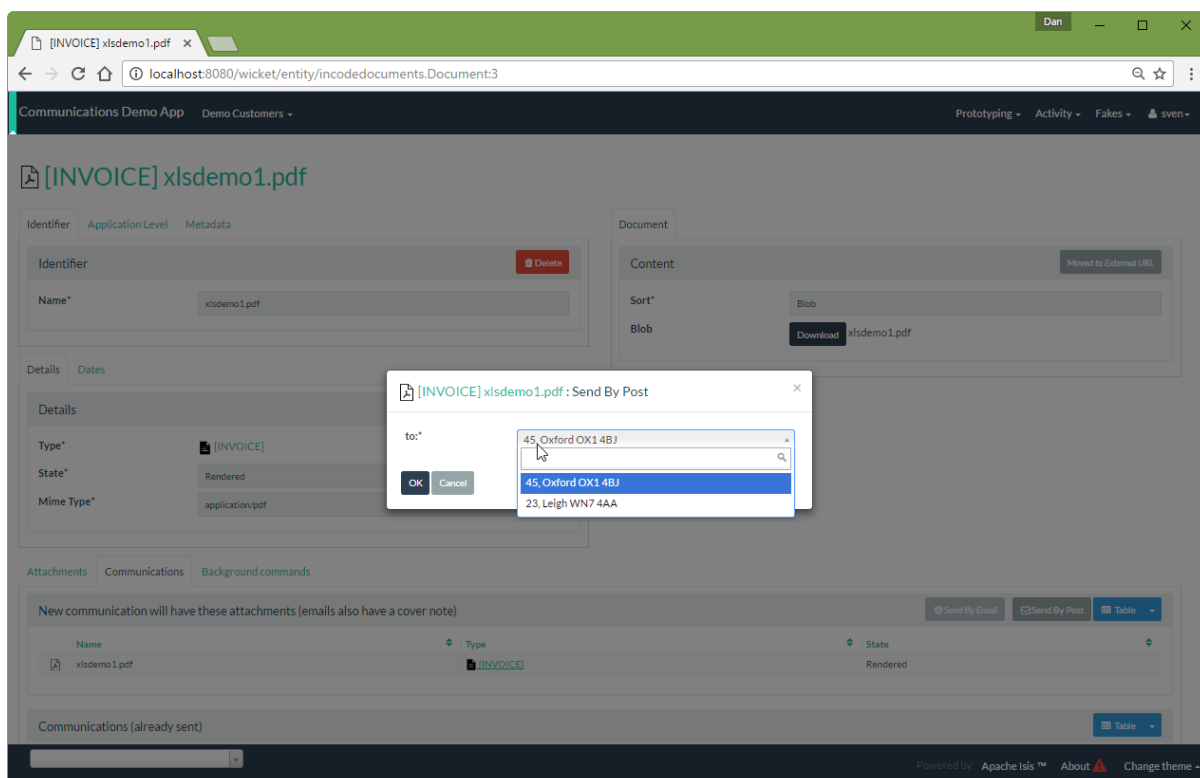 Dan
[INVOICE] xlsdemo1.pdf
localhost:8080/wicket/entity/incodedocuments.Document:3
Communications Demo App Demo Customers Prototyping Activity Fakes sven
[INVOICE] xlsdemo1.pdf
Identifier Application Level Metadata
Document
Identifier Delete
Content Moved to External URL
Name* xlsdemo1.pdf
Sort* Blob
Blob Download xlsdemo1.pdf
Details Dates
Details
Type* [INVOICE]
State* Rendered
Mime Type* application/pdf
[INVOICE] xlsdemo1.pdf : Send By Post ×
to:* 45, Oxford OX1 4BJ
OK Cancel
45, Oxford OX1 4BJ
23, Leigh WN7 4AA
Attachments Communications Background commands
New communication will have these attachments (emails also have a cover note) @ Send By Email Send By Post Table
Name Type State
xlsdemo1.pdf [INVOICE] Rendered
Communications (already sent) Table
Powered by: Apache Isis ™ About Change theme